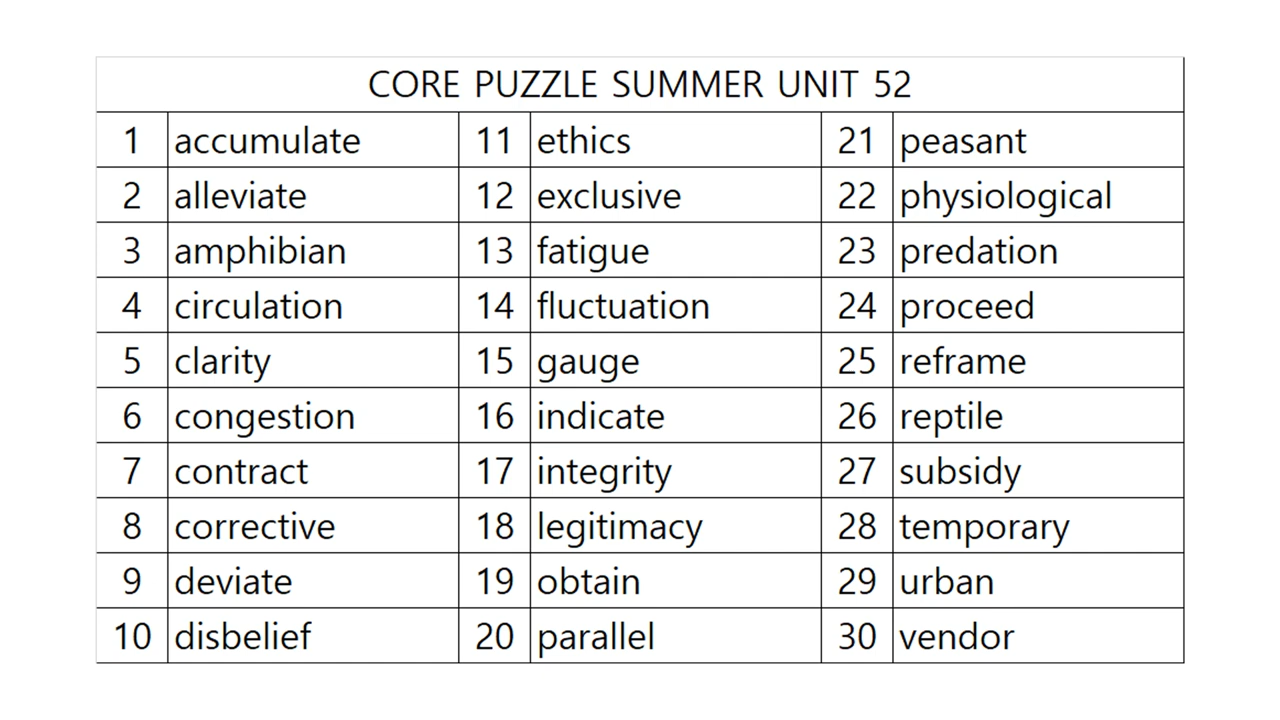 CORE PUZZLE SUMMER UNIT 52
1 accumulate 11 ethics 21 peasant
2 alleviate 12 exclusive 22 physiological
3 amphibian 13 fatigue 23 predation
4 circulation 14 fluctuation 24 proceed
5 clarity 15 gauge 25 reframe
6 congestion 16 indicate 26 reptile
7 contract 17 integrity 27 subsidy
8 corrective 18 legitimacy 28 temporary
9 deviate 19 obtain 29 urban
10 disbelief 20 parallel 30 vendor